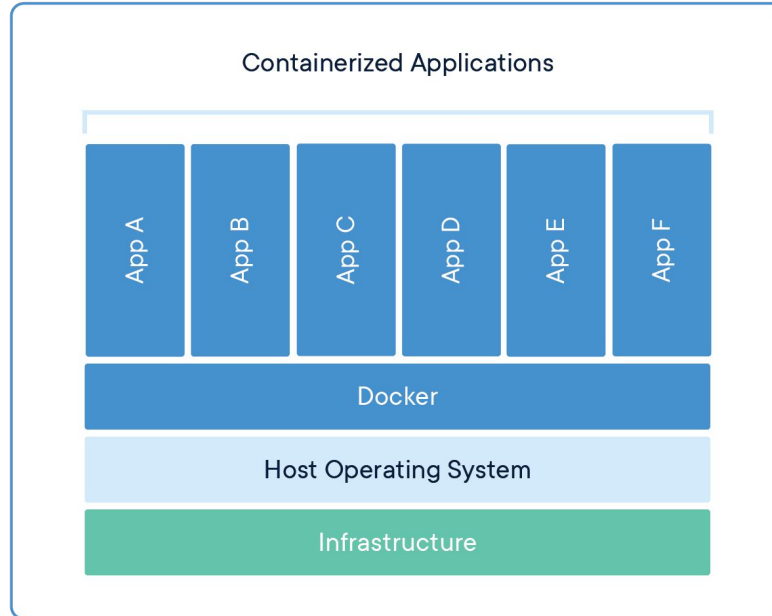 Containerized Applications
App A
App B
App C
App D
App E
App F
Docker
Host Operating System
Infrastructure